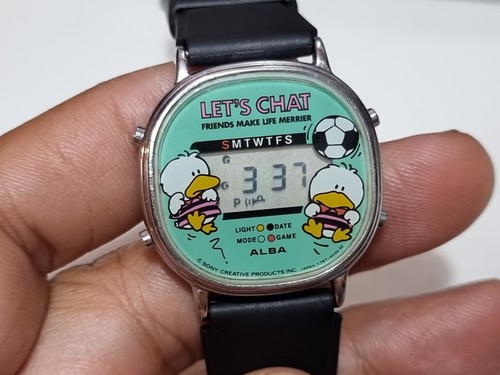 LET'S CHAT
FRIENDS MAKE LIFE MERRIER
SMTWTFS
G
G 3 37
P
LIGHT DATE
MODE GAME
ALBA
© SONY CREATIVE PRODUCTS INC.